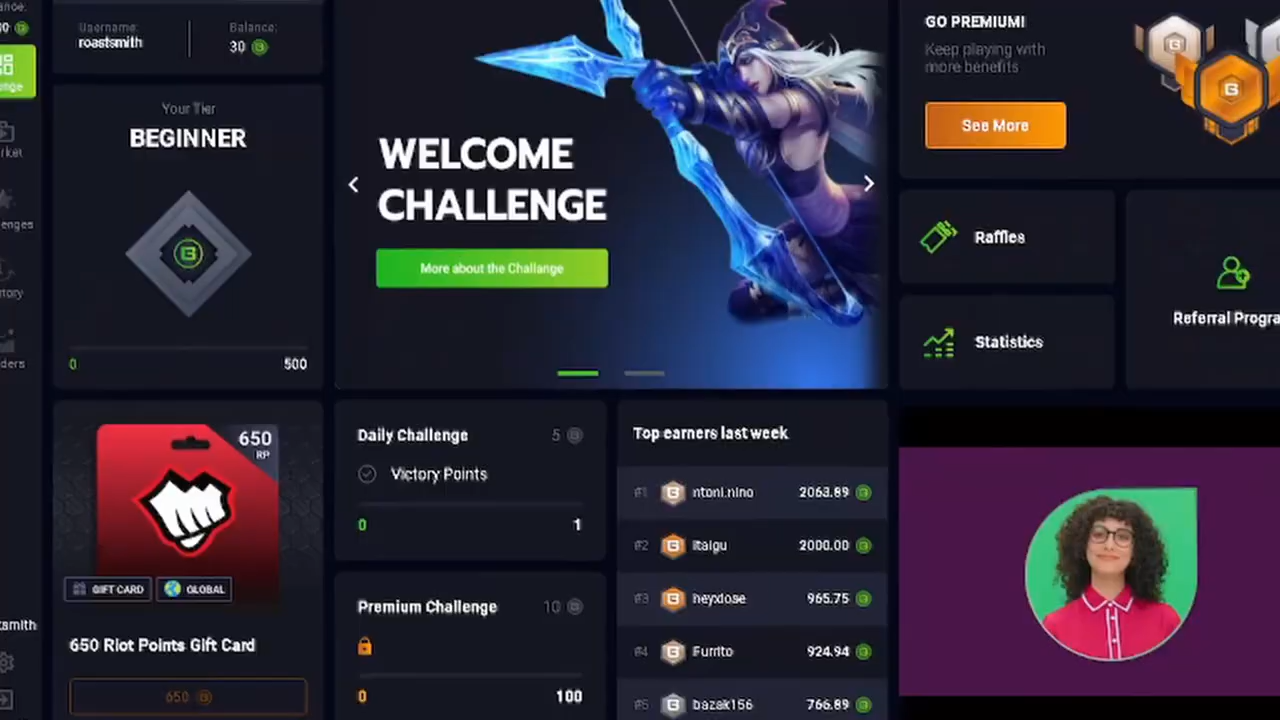 Username:
roastsmith
Balance:
30
Your Tier
BEGINNER
0
500
WELCOME
CHALLENGE
More about the Challange
GO PREMIUM!
Keep playing with
more benefits
See More
Raffles
Statistics
Referral Progra
650
RP
GIFT CARD
GLOBAL
650 Riot Points Gift Card
650
Daily Challenge
5
Victory Points
0
1
Premium Challenge
10
0
100
Top earners last week
#1 ntoni.nino 2063.89
#2 Italgu 2000.00
#3 heyxdose 965.75
#4 Furrito 924.94
#5 bazak156 766.89
rket
enges
tory
ders
smith